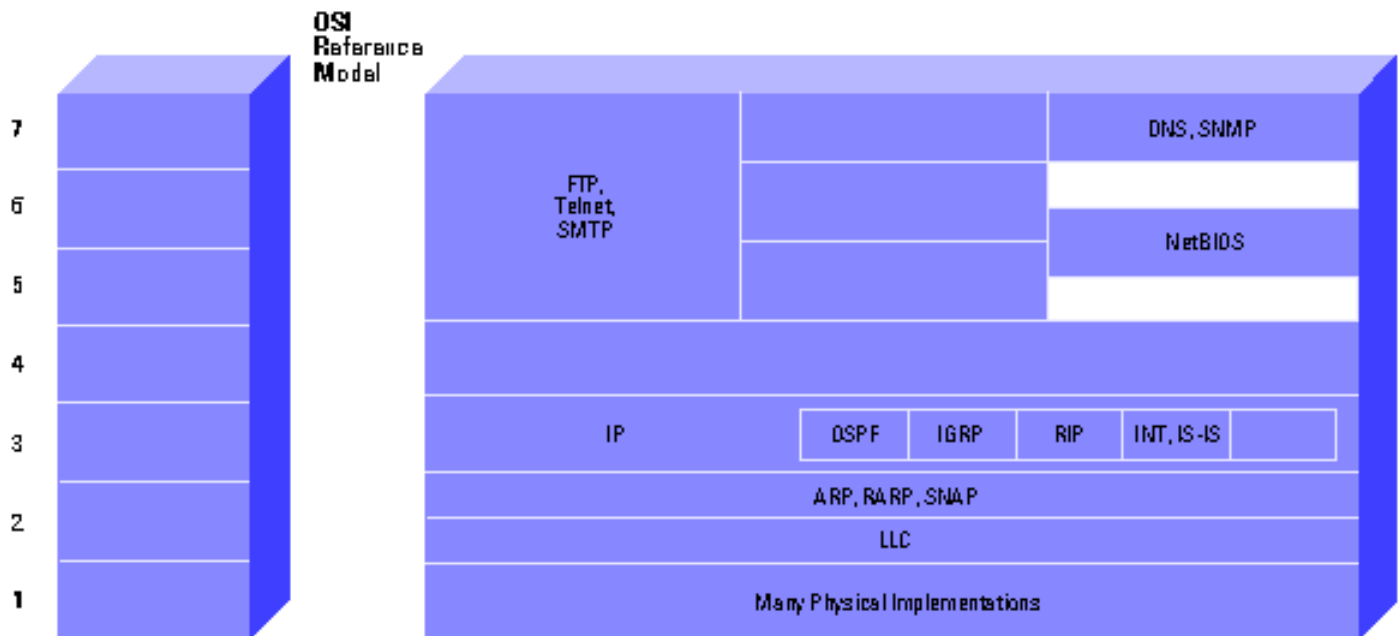 OSI
Reference
Model
7
6
5
4
3
2
1
FTP,
Telnet,
SMTP
DNS, SNMP
NetBIOS
IP
OSPF
IGRP
RIP
INT, IS-IS
ARP, RARP, SNAP
LLC
Many Physical Implementations